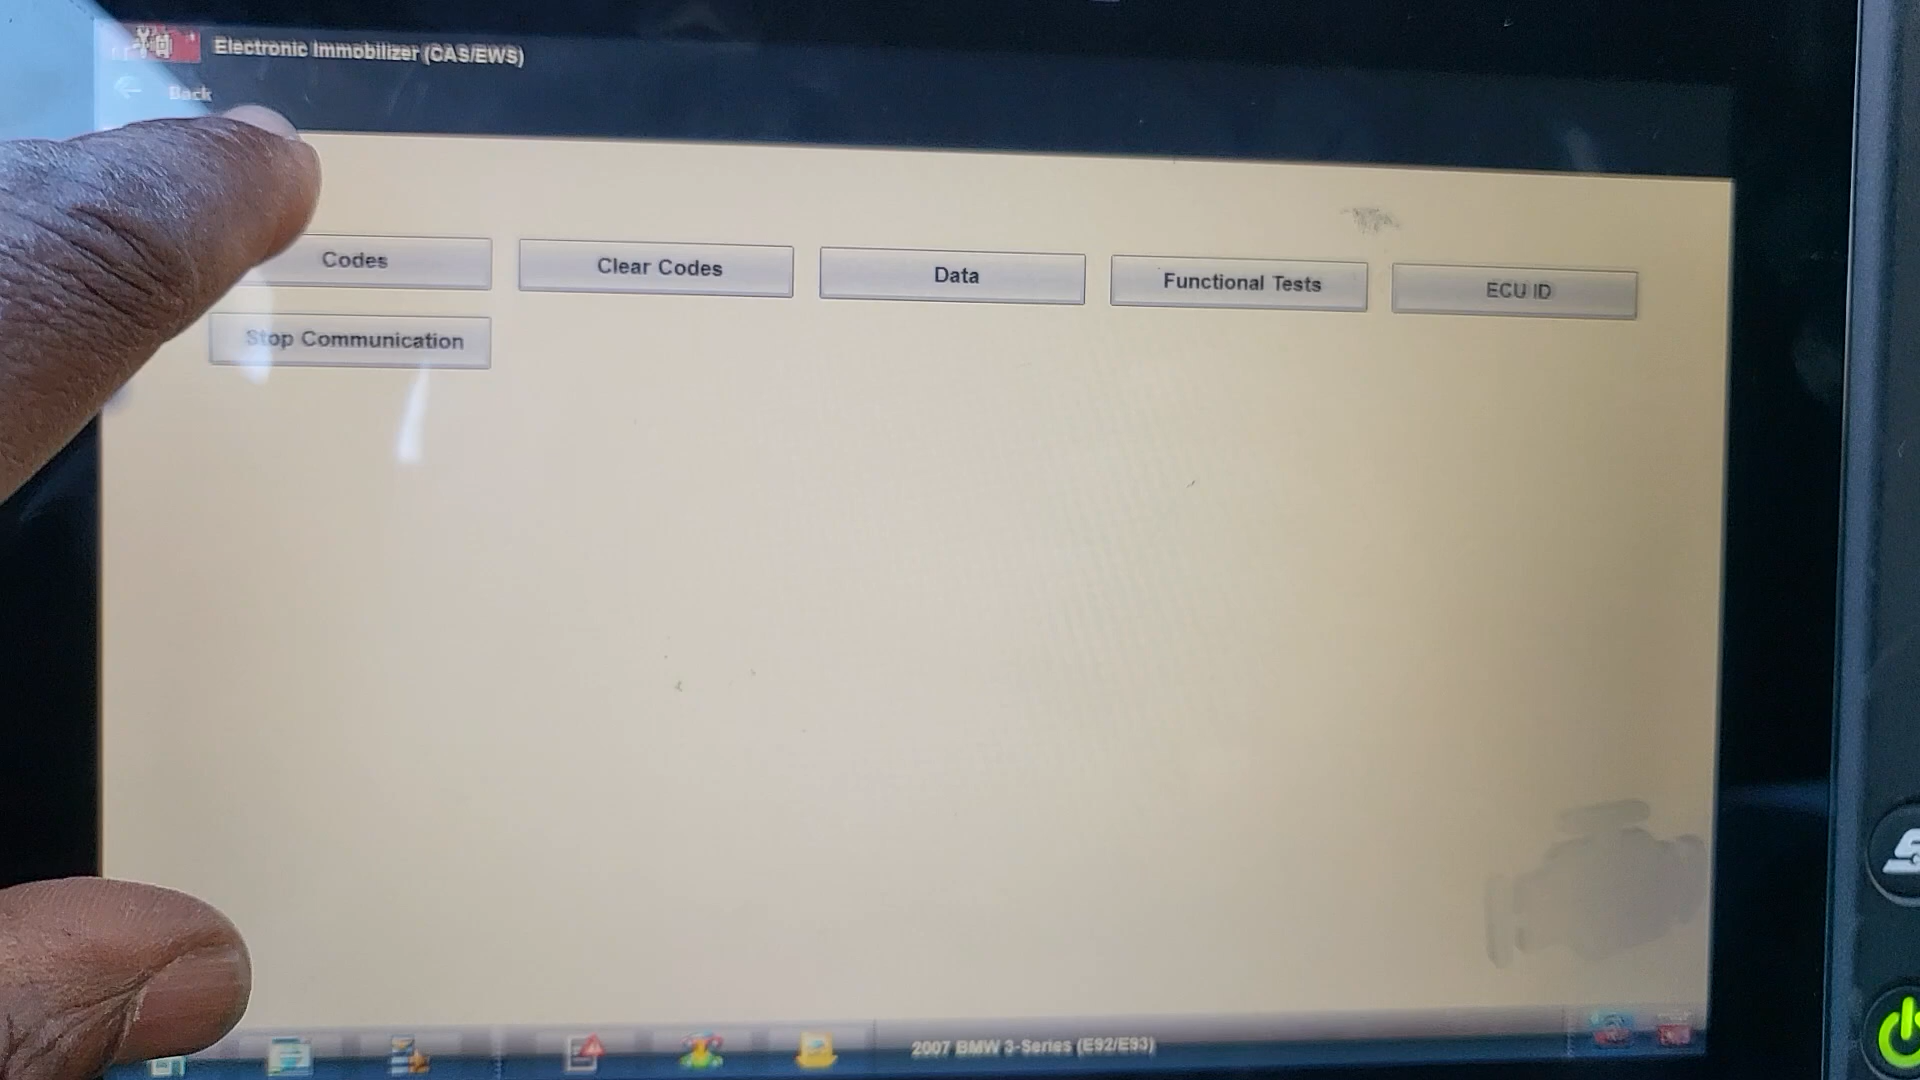 Electronic Immobilizer (CAS/EWS)
Back
Codes
Clear Codes
Data
Functional Tests
ECU ID
Stop Communication
2007 BMW 3-Series (E92/E93)